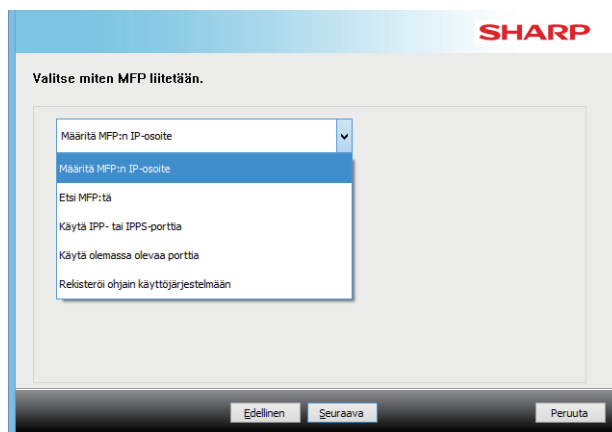 SHARP
Valitse miten MFP liitetään.
Määritä MFP:n IP-osoite
Määritä MFP:n IP-osoite
Etsi MFP:tä
Käytä IPP- tai IPPS-porttia
Käytä olemassa olevaa porttia
Rekisteröi ohjain käyttöjärjestelmään
Edellinen Seuraava Peruuta